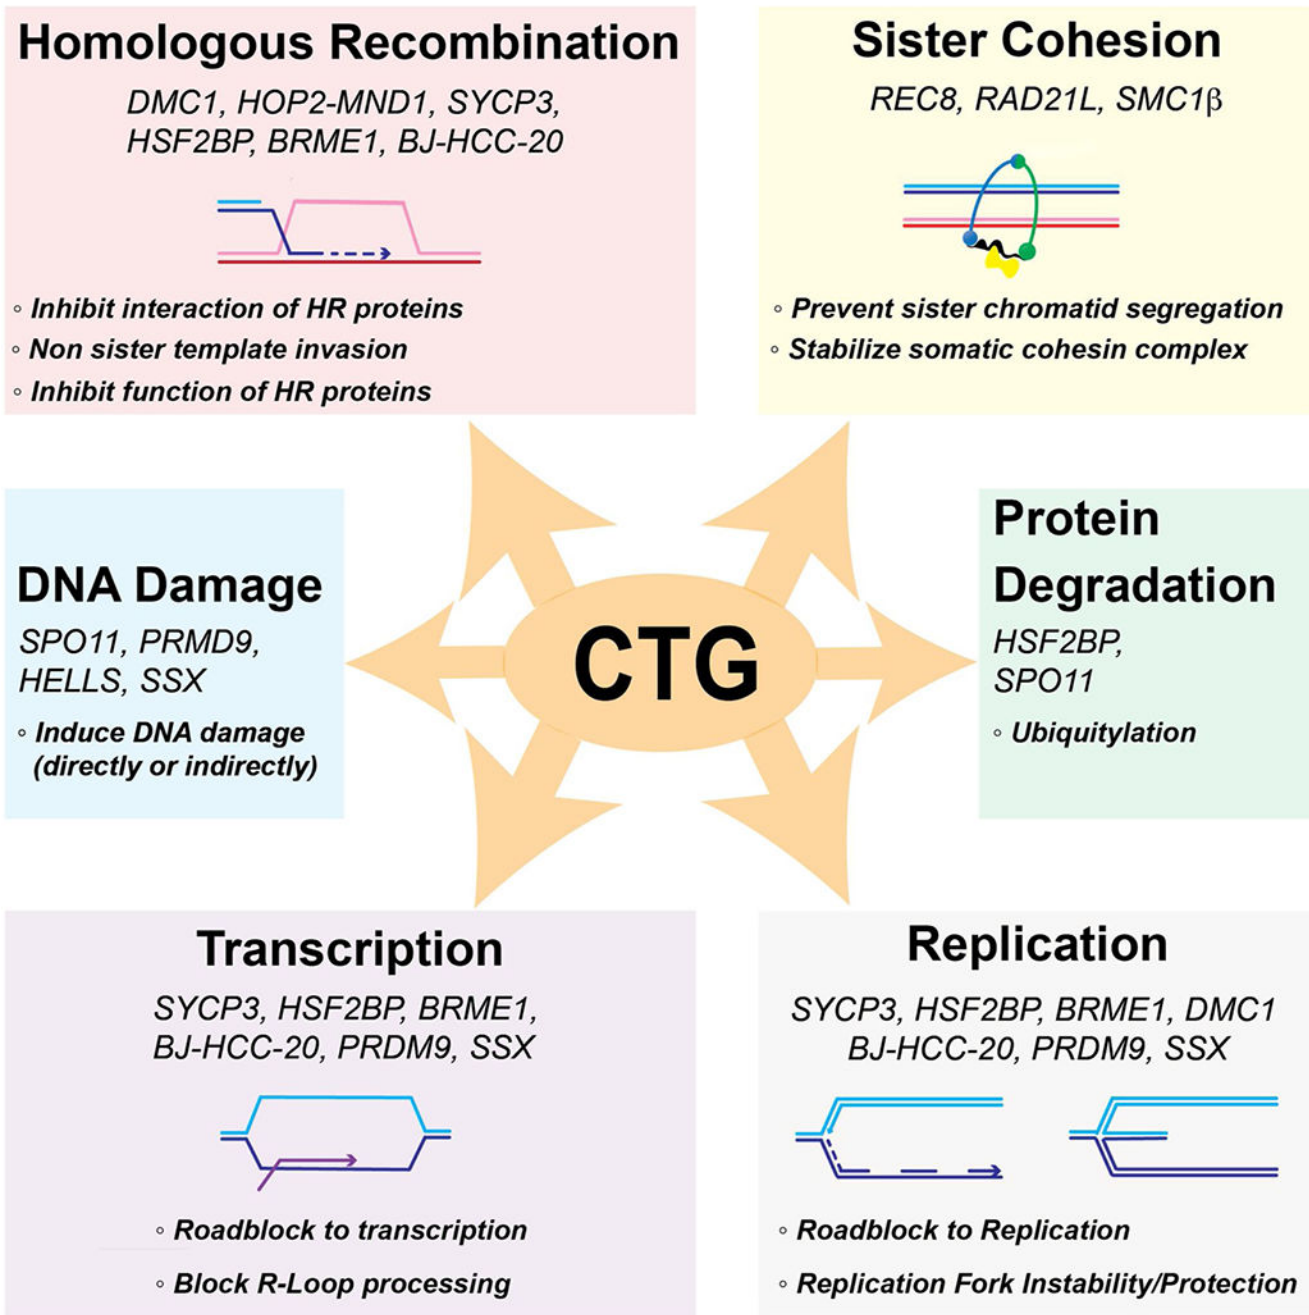 Homologous Recombination
DMC1, HOP2-MND1, SYCP3,
HSF2BP, BRME1, BJ-HCC-20
◦ Inhibit interaction of HR proteins
◦ Non sister template invasion
◦ Inhibit function of HR proteins
Sister Cohesion
REC8, RAD21L, SMC1β
◦ Prevent sister chromatid segregation
◦ Stabilize somatic cohesin complex
DNA Damage
SPO11, PRMD9,
HELLS, SSX
◦ Induce DNA damage
(directly or indirectly)
CTG
Protein
Degradation
HSF2BP,
SPO11
◦ Ubiquitylation
Transcription
SYCP3, HSF2BP, BRME1,
BJ-HCC-20, PRDM9, SSX
◦ Roadblock to transcription
◦ Block R-Loop processing
Replication
SYCP3, HSF2BP, BRME1, DMC1
BJ-HCC-20, PRDM9, SSX
◦ Roadblock to Replication
◦ Replication Fork Instability/Protection